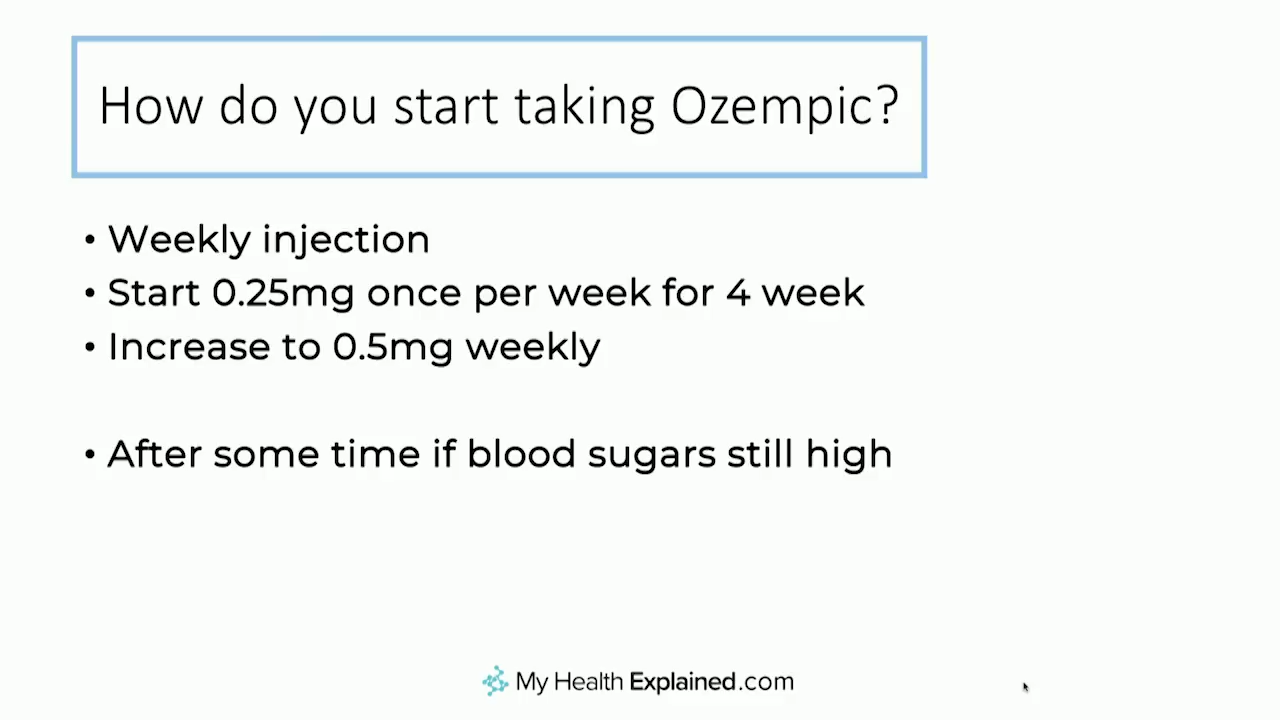 How do you start taking Ozempic?
• Weekly injection
• Start 0.25mg once per week for 4 week
• Increase to 0.5mg weekly
• After some time if blood sugars still high
My Health Explained.com